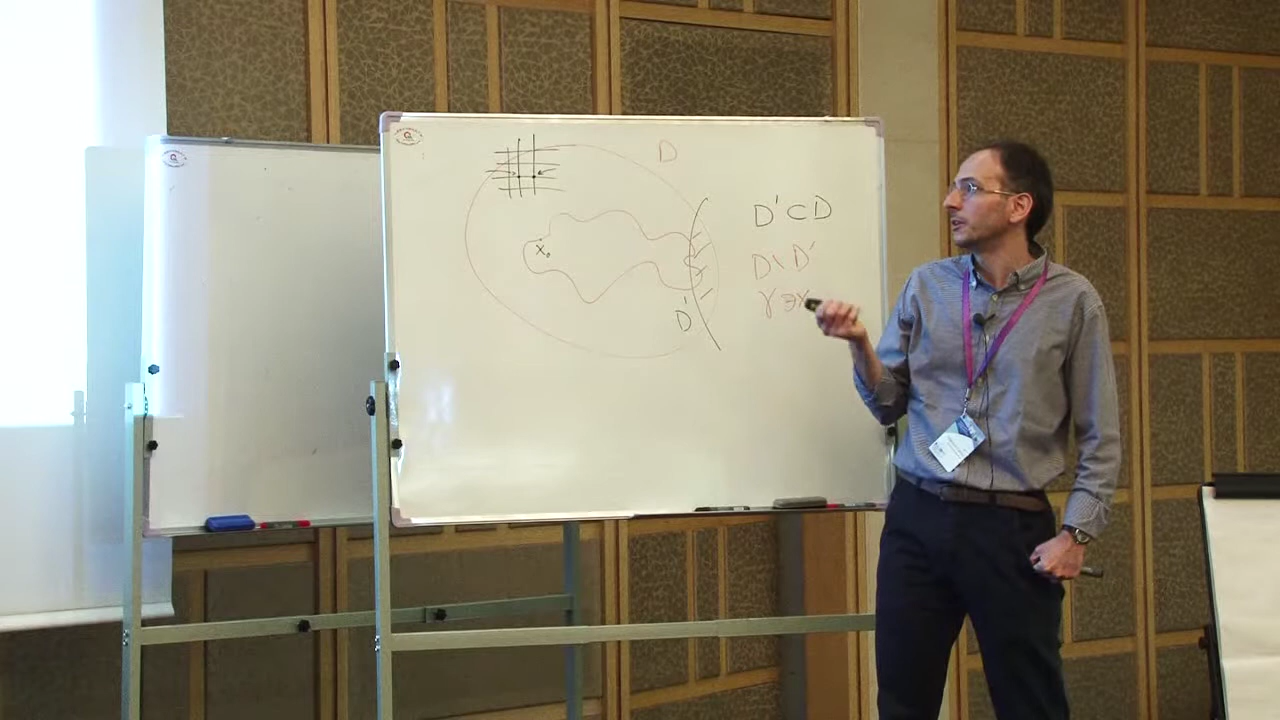 D
D' ⊂ D
D \ D'
x₀
γ ∋ x
D'